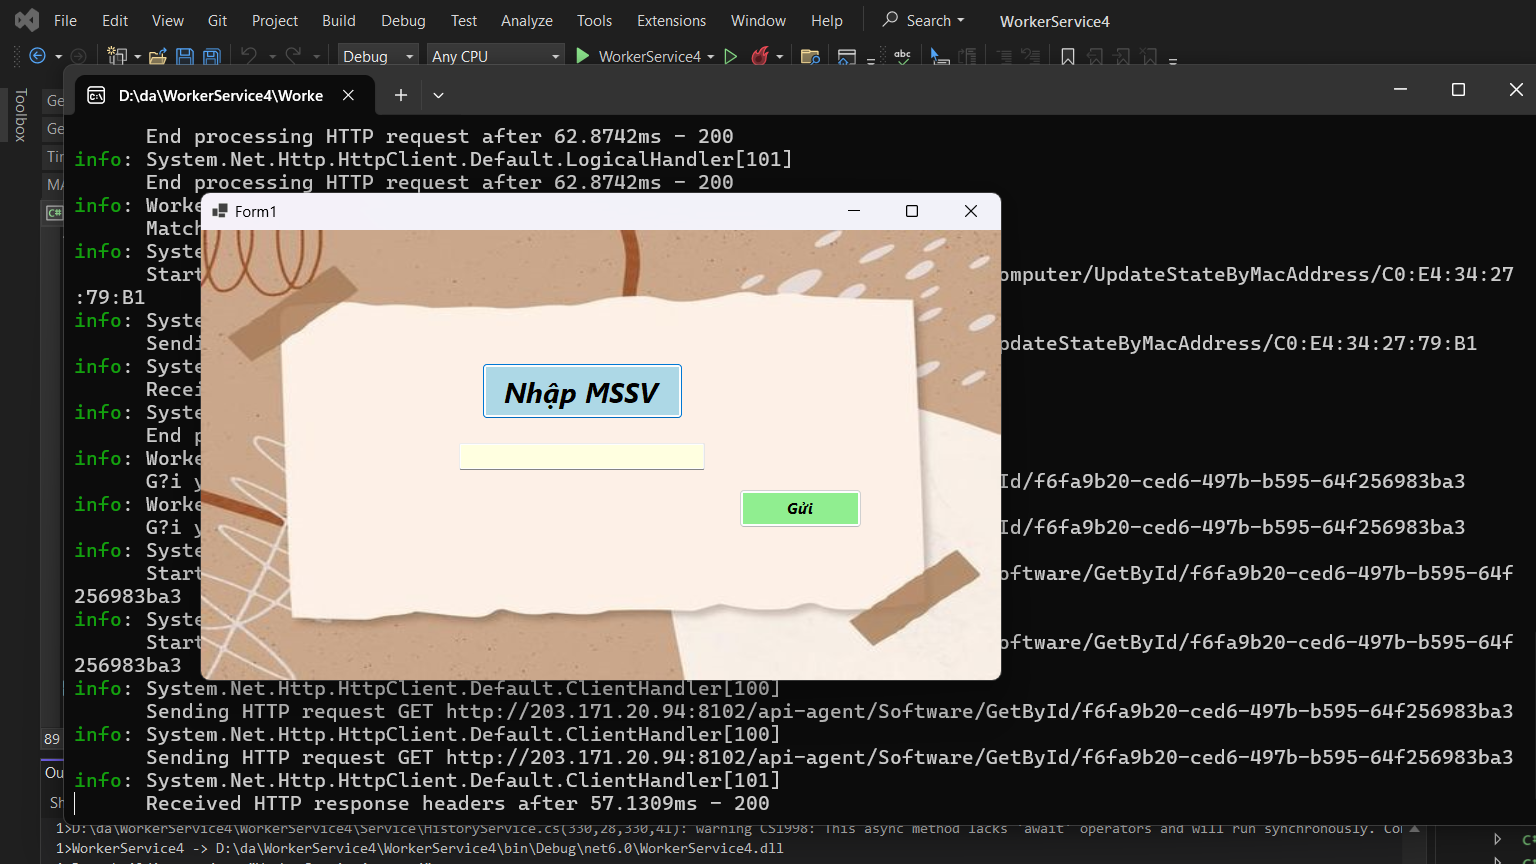 File Edit View Git Project Build Debug Test Analyze Tools Extensions Window Help Search WorkerService4
Debug Any CPU WorkerService4
Toolbox
D:\da\WorkerService4\Worke
End processing HTTP request after 62.8742ms - 200
info: System.Net.Http.HttpClient.Default.LogicalHandler[101]
End processing HTTP request after 62.8742ms - 200
info: Worke
Form1
Match
info: Syste
Start omputer/UpdateStateByMacAddress/C0:E4:34:27
:79:B1
info: Syste
Sendi pdateStateByMacAddress/C0:E4:34:27:79:B1
info: Syste
Recei
Nhập MSSV
info: Syste
End p
info: Worke
G?i y Id/f6fa9b20-ced6-497b-b595-64f256983ba3
info: Worke
Gửi
G?i y Id/f6fa9b20-ced6-497b-b595-64f256983ba3
info: Syste
Start oftware/GetById/f6fa9b20-ced6-497b-b595-64f
256983ba3
info: Syste
Start oftware/GetById/f6fa9b20-ced6-497b-b595-64f
256983ba3
info: System.Net.Http.HttpClient.Default.ClientHandler[100]
Sending HTTP request GET http://203.171.20.94:8102/api-agent/Software/GetById/f6fa9b20-ced6-497b-b595-64f256983ba3
info: System.Net.Http.HttpClient.Default.ClientHandler[100]
89
Sending HTTP request GET http://203.171.20.94:8102/api-agent/Software/GetById/f6fa9b20-ced6-497b-b595-64f256983ba3
Ou
info: System.Net.Http.HttpClient.Default.ClientHandler[101]
Sh
Received HTTP response headers after 57.1309ms - 200
1>D:\da\WorkerService4\WorkerService4\Service\HistoryService.cs(330,28,330,41): warning CS1998: This async method lacks 'await' operators and will run synchronously. Co
1>WorkerService4 -> D:\da\WorkerService4\WorkerService4\bin\Debug\net6.0\WorkerService4.dll